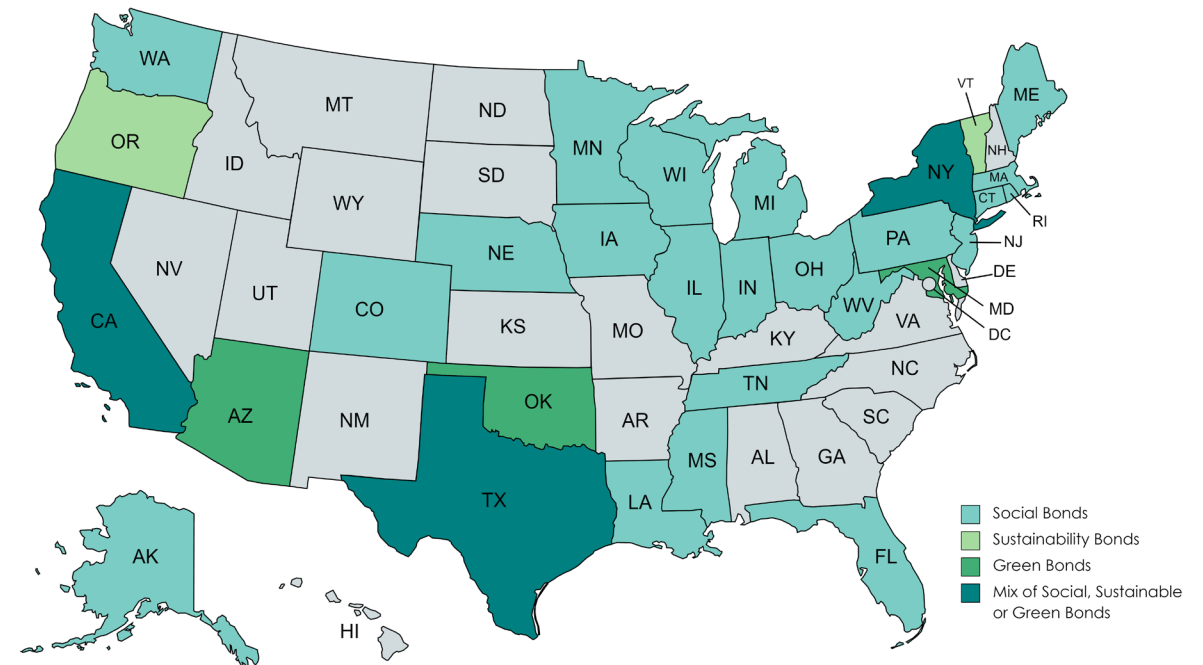 WA
MT
ND
MN
VT
ME
OR
ID
SD
WI
MI
NY
NH
MA
CT
RI
WY
NE
IA
PA
NJ
NV
UT
CO
IL
IN
OH
DE
WV
MD
CA
KS
MO
KY
VA
DC
AZ
NM
OK
AR
TN
NC
SC
TX
LA
MS
AL
GA
FL
AK
HI
Social Bonds
Sustainability Bonds
Green Bonds
Mix of Social, Sustainable
or Green Bonds